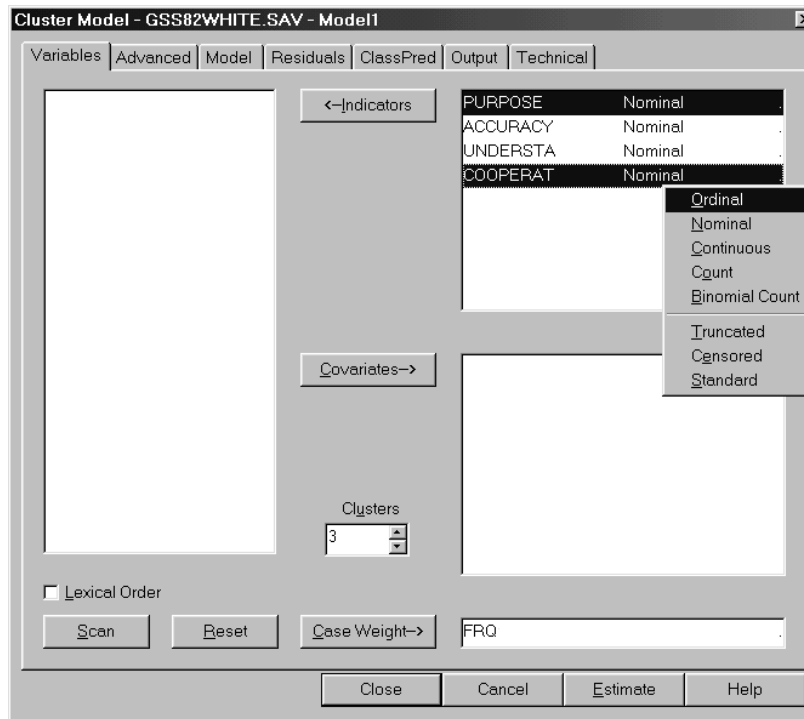 Cluster Model - GSS82WHITE.SAV - Model1
Variables Advanced Model Residuals ClassPred Output Technical
<--Indicators
PURPOSE Nominal .
ACCURACY Nominal .
UNDERSTA Nominal .
COOPERAT Nominal .
Ordinal
Nominal
Continuous
Count
Binomial Count
Truncated
Censored
Standard
Covariates-->
Clusters
3
Lexical Order
Scan Reset Case Weight--> FRQ .
Close Cancel Estimate Help